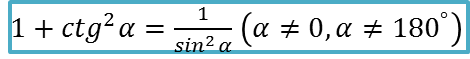 1 + ctg²α = 1/sin²α (α ≠ 0, α ≠ 180°)